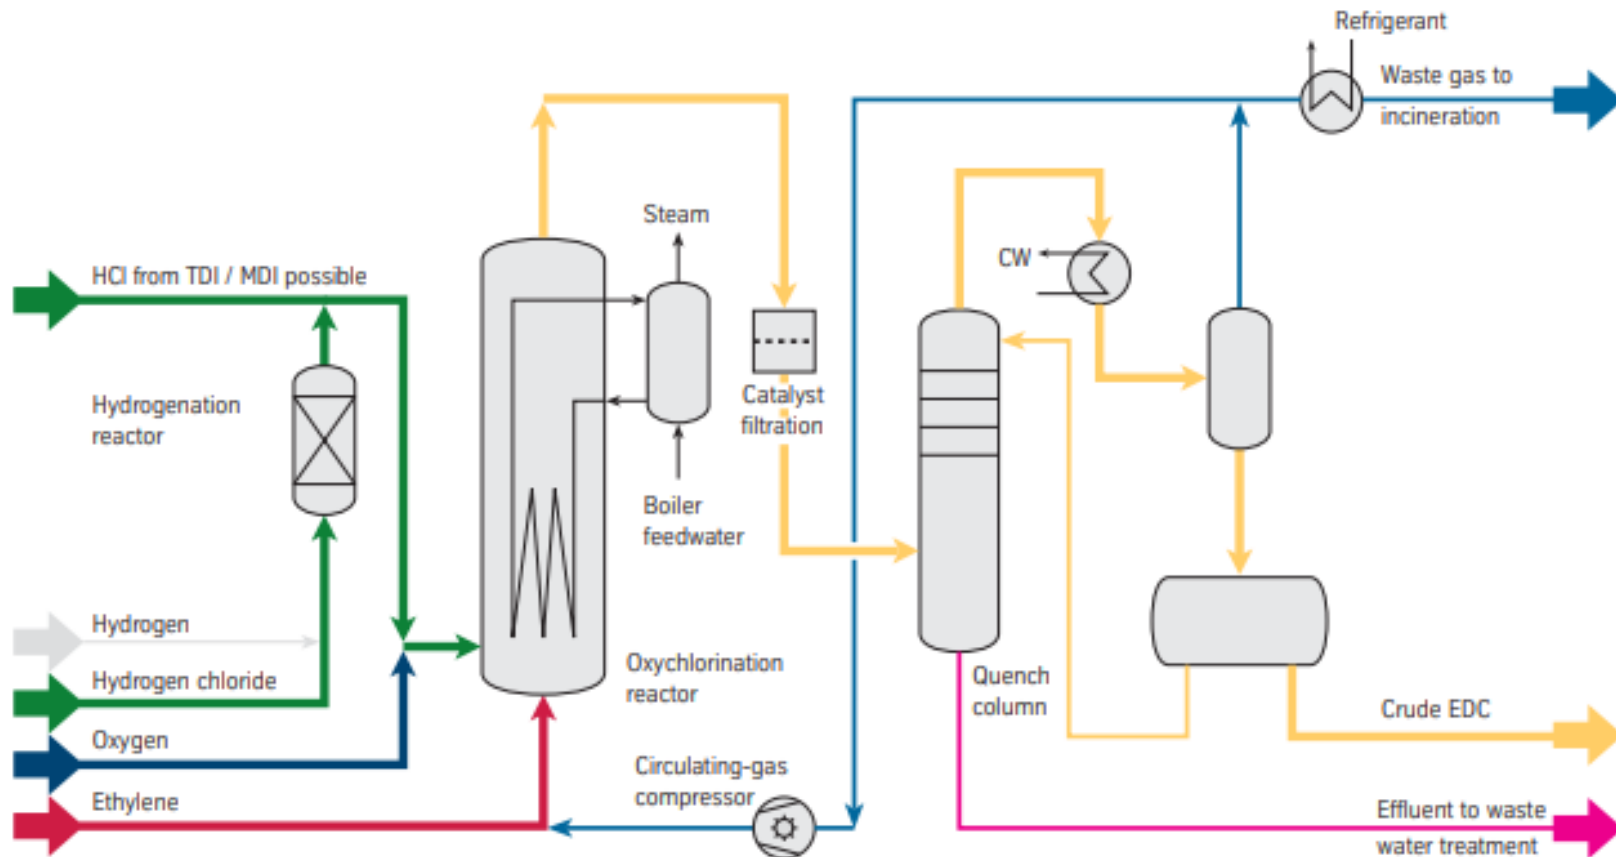 Refrigerant
Waste gas to
incineration
Steam
CW
HCl from TDI / MDI possible
Hydrogenation
reactor
Catalyst
filtration
Boiler
feedwater
Hydrogen
Hydrogen chloride
Oxygen
Ethylene
Oxychlorination
reactor
Quench
column
Crude EDC
Circulating-gas
compressor
Effluent to waste
water treatment